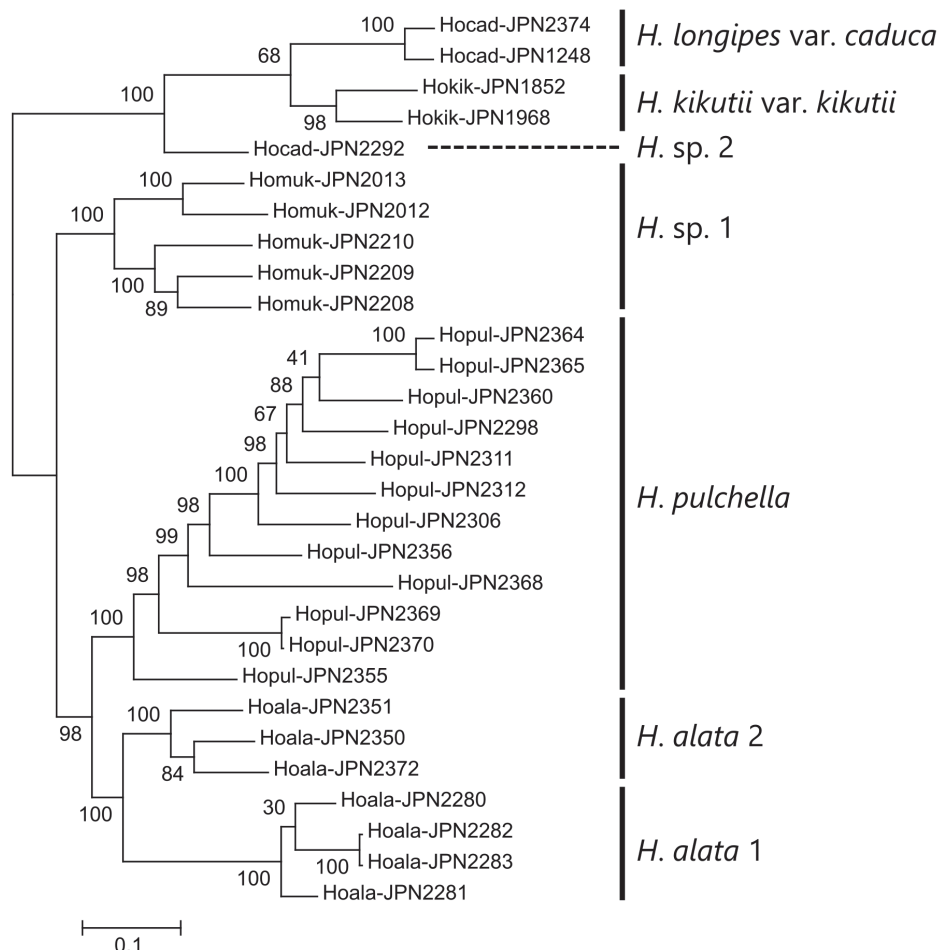 100 Hocad-JPN2374
Hocad-JPN1248
H. longipes var. caduca
68
Hokik-JPN1852
98 Hokik-JPN1968
H. kikutii var. kikutii
100
Hocad-JPN2292
H. sp. 2
100 Homuk-JPN2013
Homuk-JPN2012
100
Homuk-JPN2210
100 Homuk-JPN2209
89 Homuk-JPN2208
H. sp. 1
100 Hopul-JPN2364
Hopul-JPN2365
41
Hopul-JPN2360
88
Hopul-JPN2298
67
Hopul-JPN2311
98
Hopul-JPN2312
100
Hopul-JPN2306
98
Hopul-JPN2356
99
Hopul-JPN2368
98
Hopul-JPN2369
100 Hopul-JPN2370
100
Hopul-JPN2355
H. pulchella
98
100 Hoala-JPN2351
Hoala-JPN2350
84 Hoala-JPN2372
H. alata 2
100
30 Hoala-JPN2280
Hoala-JPN2282
100 Hoala-JPN2283
100 Hoala-JPN2281
H. alata 1
0.1